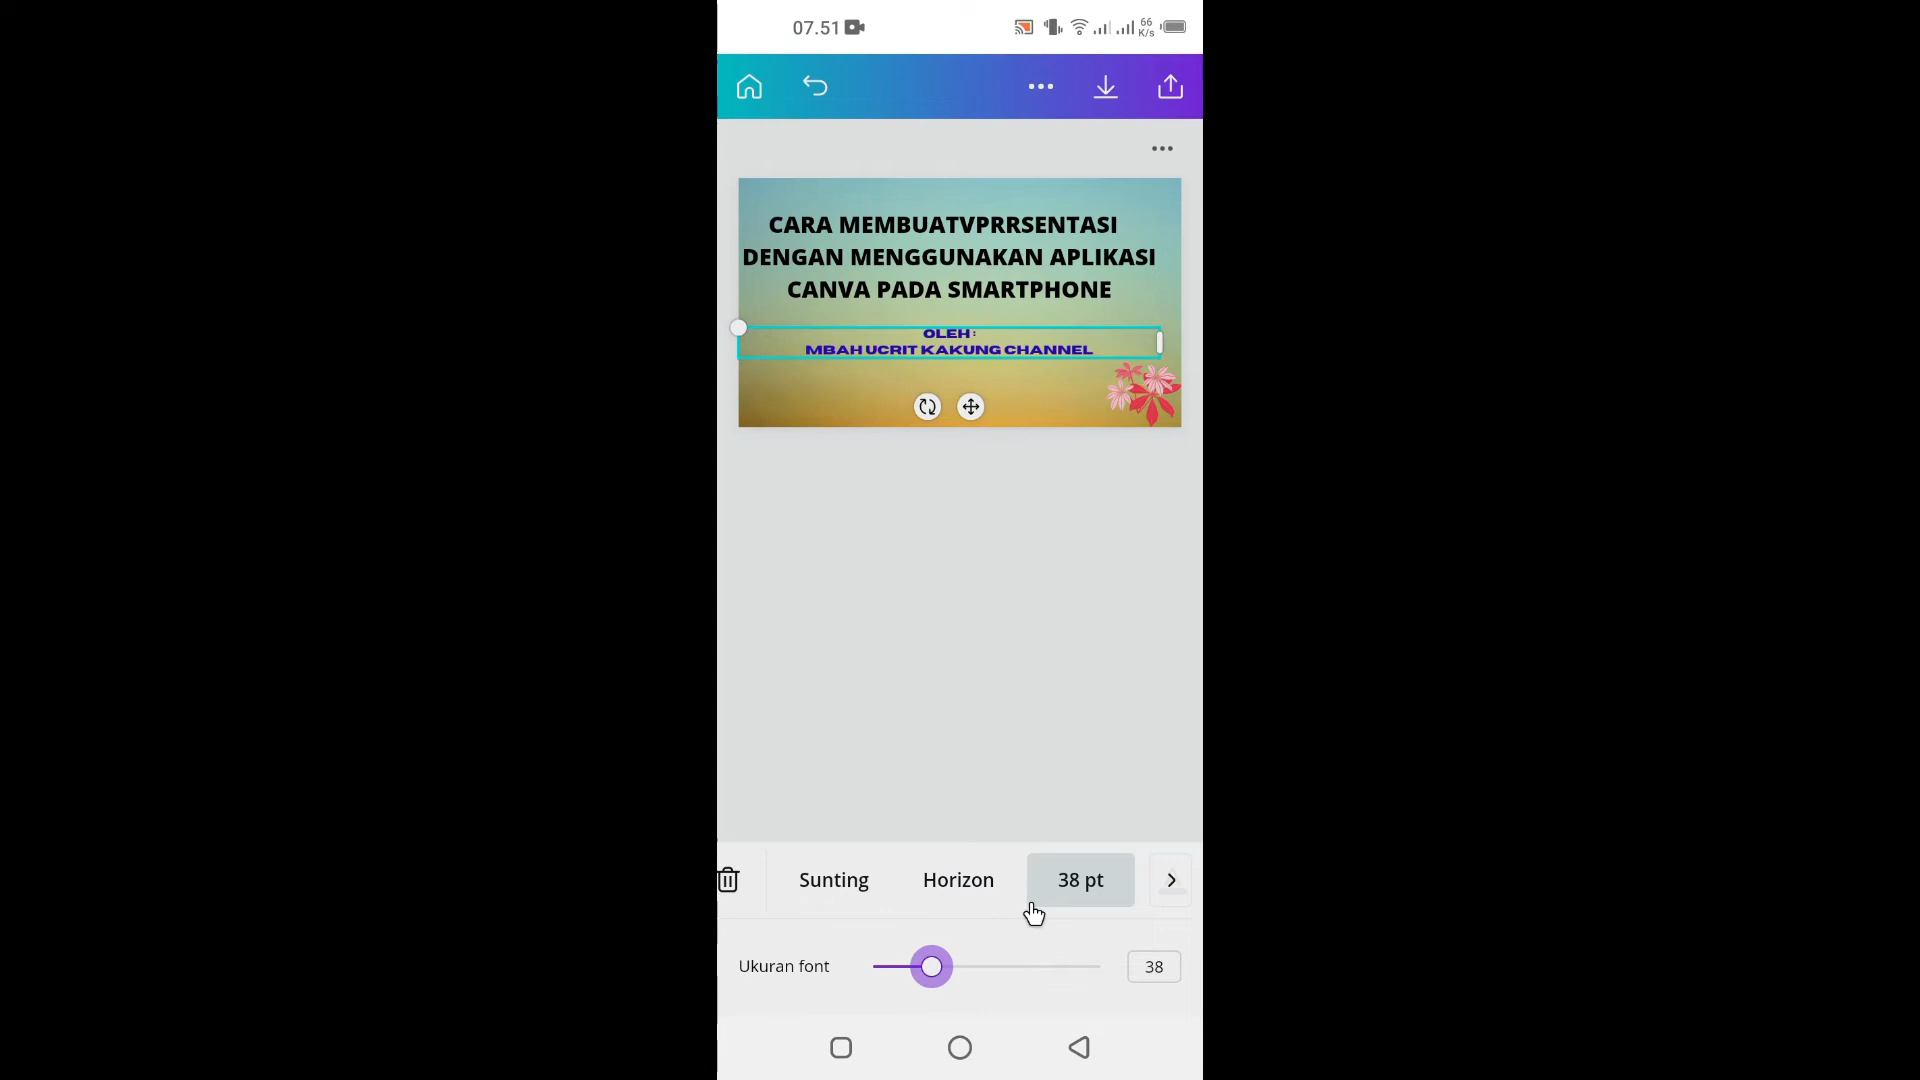 07.51
66
K/s
CARA MEMBUATVPRRSENTASI
DENGAN MENGGUNAKAN APLIKASI
CANVA PADA SMARTPHONE
OLEH :
MBAH UCRIT KAKUNG CHANNEL
Sunting Horizon 38 pt
Ukuran font 38